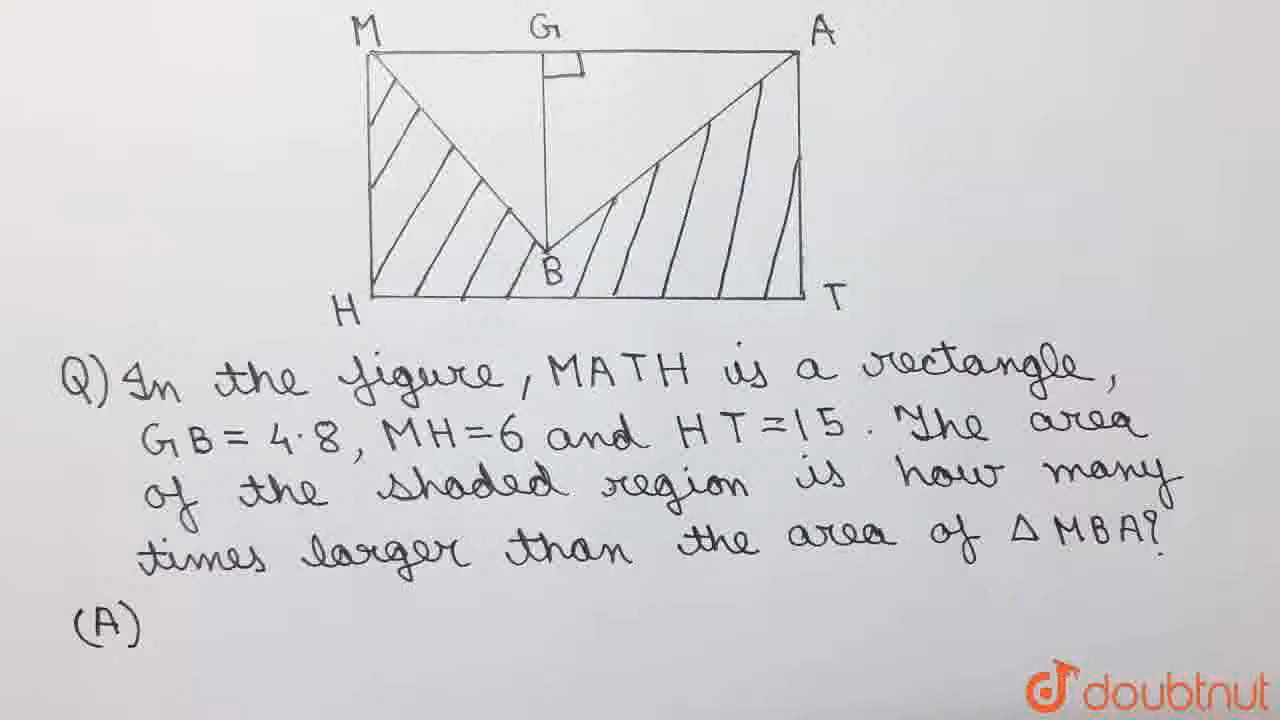 M G A
B
H T
Q) In the figure, MATH is a rectangle,
GB = 4.8, MH = 6 and HT = 15. The area
of the shaded region is how many
times larger than the area of Δ MBA?
(A)
doubtnut